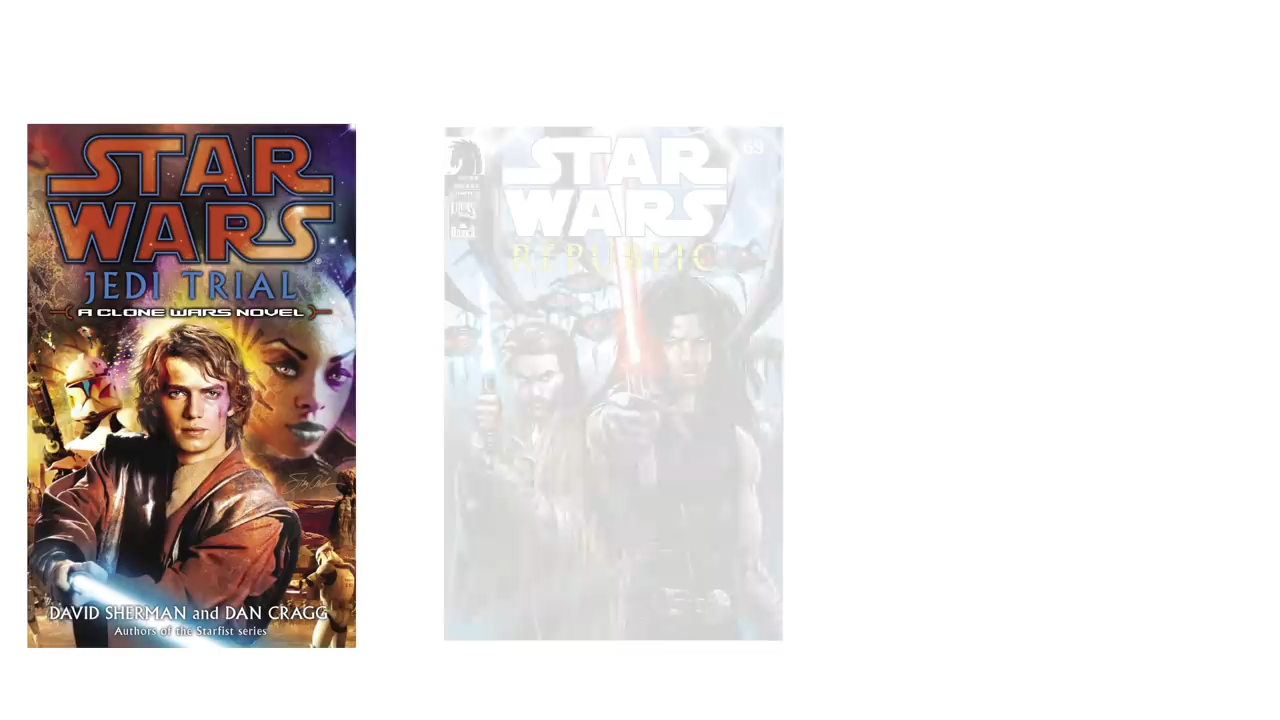 STAR
WARS
JEDI TRIAL
A CLONE WARS NOVEL
DAVID SHERMAN and DAN CRAGG
Authors of the Starfist series
STAR
WARS
REPUBLIC
69